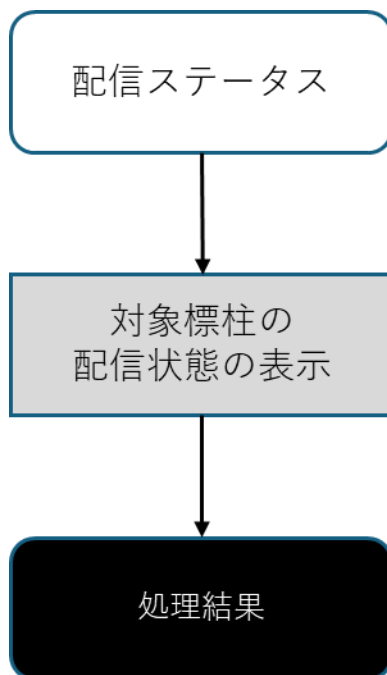 配信ステータス
対象標柱の
配信状態の表示
処理結果